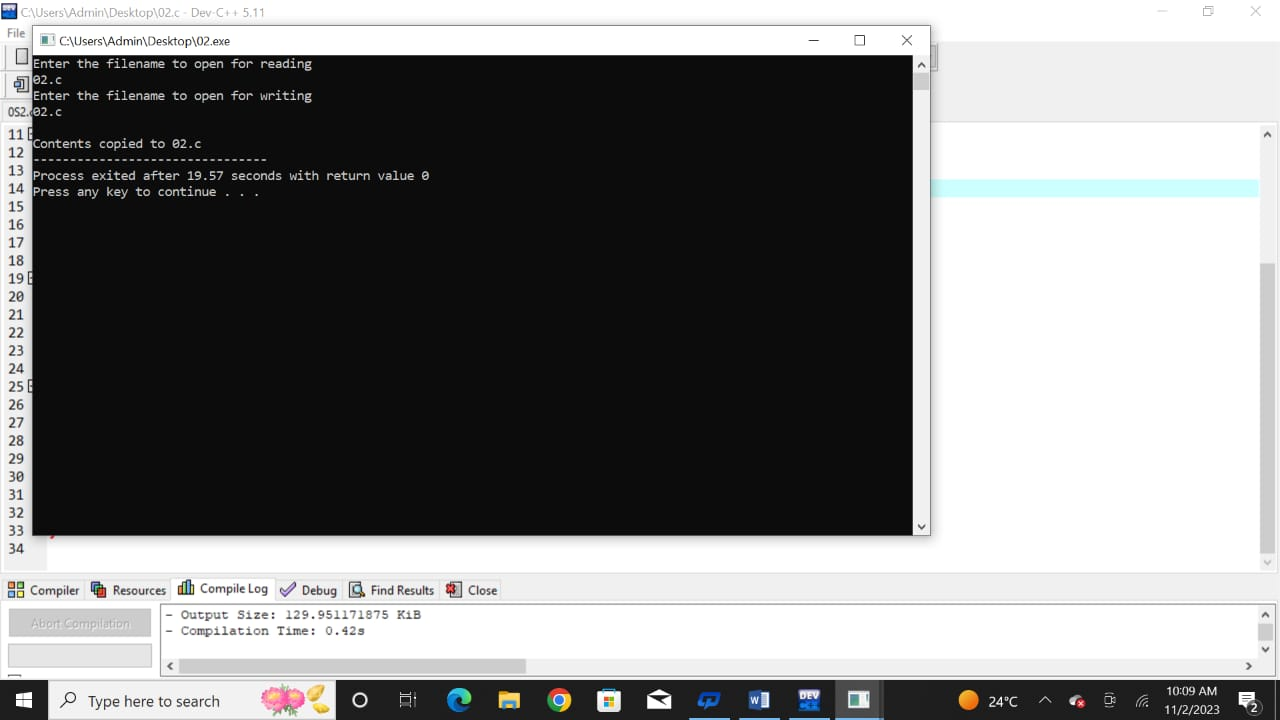 C:\Users\Admin\Desktop\02.c - Dev-C++ 5.11
File
C:\Users\Admin\Desktop\02.exe
Enter the filename to open for reading
02.c
Enter the filename to open for writing
02.c
Contents copied to 02.c
--------------------------------
Process exited after 19.57 seconds with return value 0
Press any key to continue . . .
0S2.c
11
12
13
14
15
16
17
18
19
20
21
22
23
24
25
26
27
28
29
30
31
32
33
34
Compiler Resources Compile Log Debug Find Results Close
Abort Compilation
- Output Size: 129.951171875 KiB
- Compilation Time: 0.42s
Type here to search
DEV
24°C
10:09 AM
11/2/2023
2